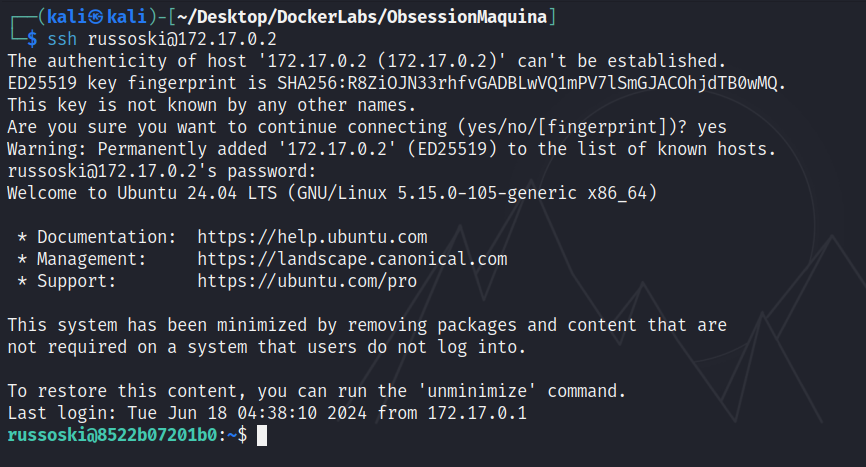 ┌──(kali㉿kali)-[~/Desktop/DockerLabs/ObsessionMaquina]
└─$ ssh russoski@172.17.0.2
The authenticity of host '172.17.0.2 (172.17.0.2)' can't be established.
ED25519 key fingerprint is SHA256:R8ZiOJN33rhfvGADBLwVQ1mPV7lSmGJACOhjdTB0wMQ.
This key is not known by any other names.
Are you sure you want to continue connecting (yes/no/[fingerprint])? yes
Warning: Permanently added '172.17.0.2' (ED25519) to the list of known hosts.
russoski@172.17.0.2's password:
Welcome to Ubuntu 24.04 LTS (GNU/Linux 5.15.0-105-generic x86_64)

 * Documentation:  https://help.ubuntu.com
 * Management:     https://landscape.canonical.com
 * Support:        https://ubuntu.com/pro

This system has been minimized by removing packages and content that are
not required on a system that users do not log into.

To restore this content, you can run the 'unminimize' command.
Last login: Tue Jun 18 04:38:10 2024 from 172.17.0.1
russoski@8522b07201b0:~$